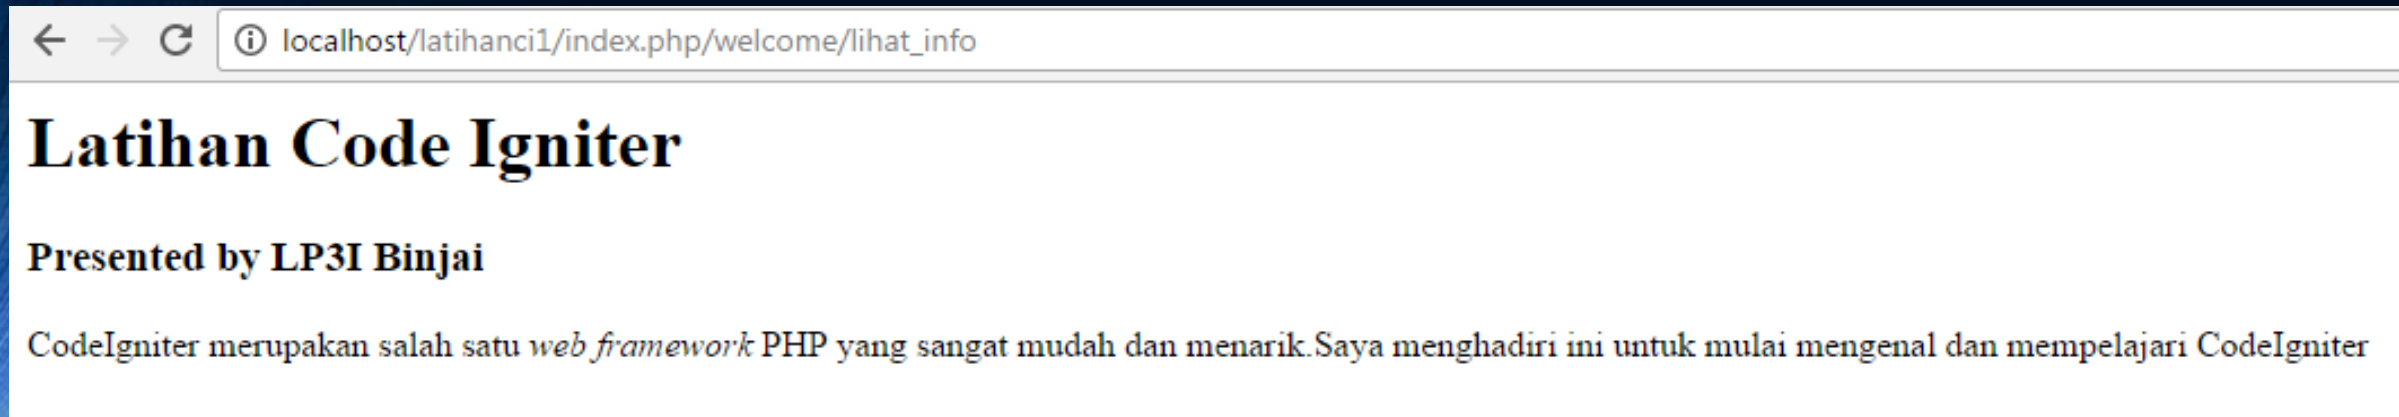 localhost/latihanci1/index.php/welcome/lihat_info
Latihan Code Igniter
Presented by LP3I Binjai
CodeIgniter merupakan salah satu web framework PHP yang sangat mudah dan menarik.Saya menghadiri ini untuk mulai mengenal dan mempelajari CodeIgniter